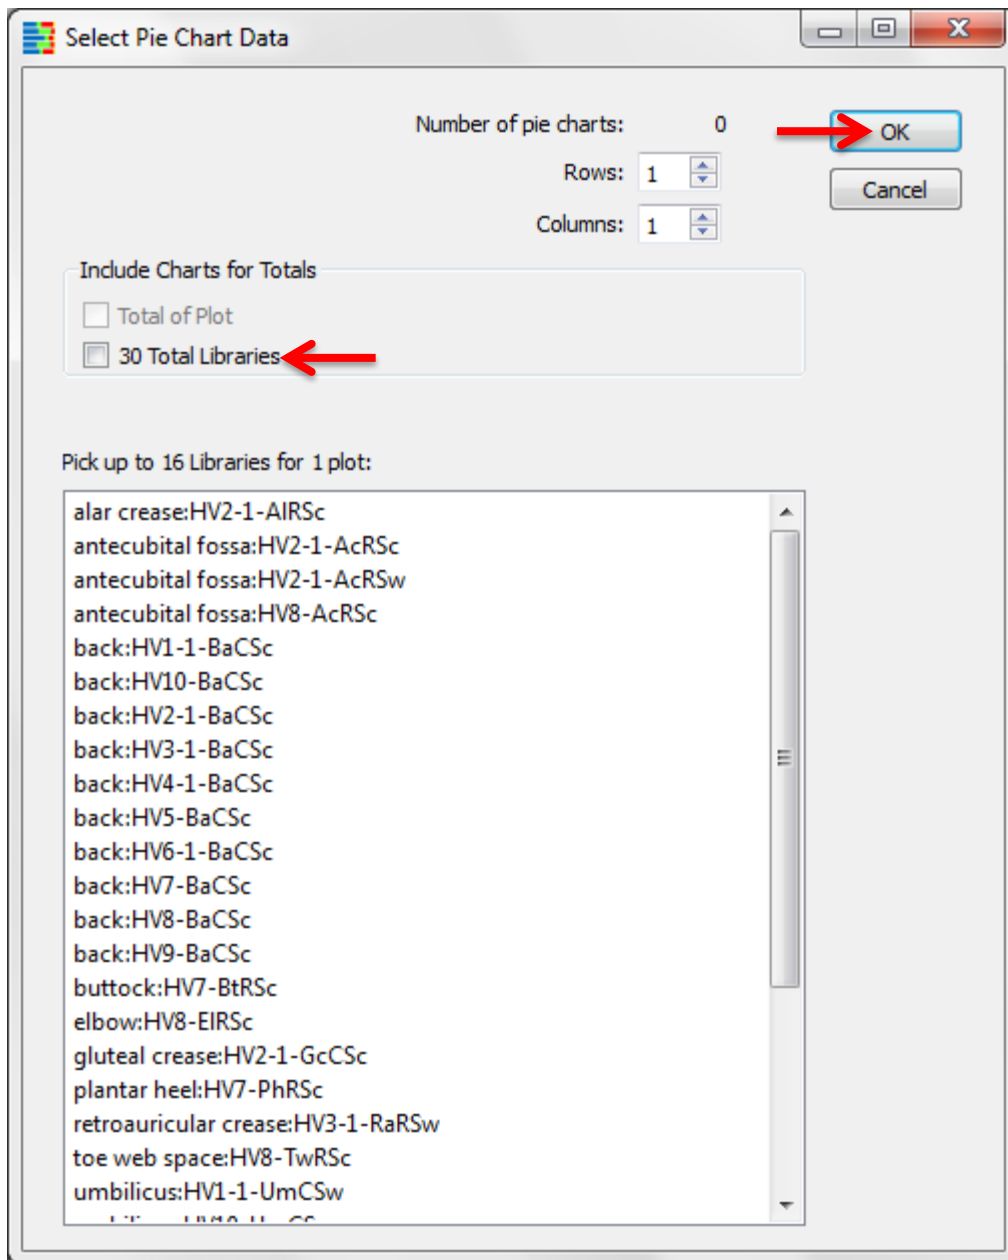 Select Pie Chart Data
Number of pie charts: 0
OK
Rows: 1
Cancel
Columns: 1
Include Charts for Totals
Total of Plot
30 Total Libraries
Pick up to 16 Libraries for 1 plot:
alar crease:HV2-1-AlRSc
antecubital fossa:HV2-1-AcRSc
antecubital fossa:HV2-1-AcRSw
antecubital fossa:HV8-AcRSc
back:HV1-1-BaCSc
back:HV10-BaCSc
back:HV2-1-BaCSc
back:HV3-1-BaCSc
back:HV4-1-BaCSc
back:HV5-BaCSc
back:HV6-1-BaCSc
back:HV7-BaCSc
back:HV8-BaCSc
back:HV9-BaCSc
buttock:HV7-BtRSc
elbow:HV8-ElRSc
gluteal crease:HV2-1-GcCSc
plantar heel:HV7-PhRSc
retroauricular crease:HV3-1-RaRSw
toe web space:HV8-TwRSc
umbilicus:HV1-1-UmCSw